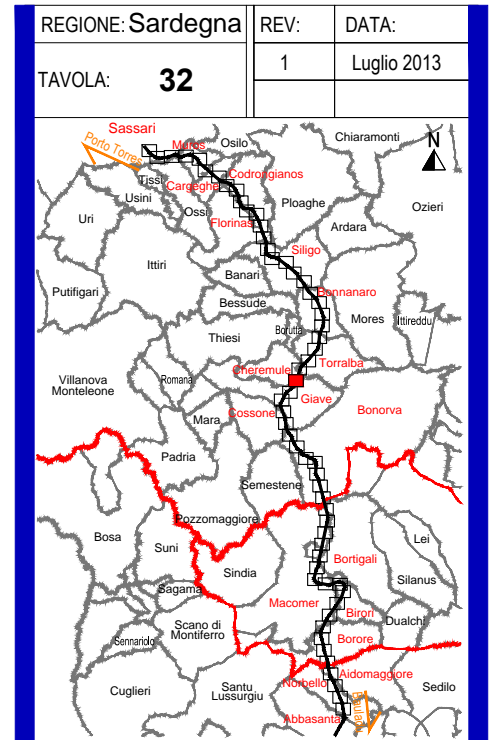 REGIONE: Sardegna REV: DATA:
TAVOLA: 32 1 Luglio 2013
Sassari
Chiaramonti
N
Porto Torres
Muros
Osilo
Tissi
Cargeghe
Codrongianos
Usini
Ossi
Ploaghe
Ozieri
Uri
Florinas
Ardara
Siligo
Ittiri
Banari
Putifigari
Bonnanaro
Bessude
Mores
Ittireddu
Thiesi
Borutta
Torralba
Cheremule
Villanova
Monteleone
Romana
Giave
Cossone
Bonorva
Mara
Padria
Semestene
Pozzomaggiore
Bosa
Lei
Suni
Bortigali
Sindia
Silanus
Sagama
Macomer
Birori
Dualchi
Scano di
Montiferro
Sennariolo
Borore
Aidomaggiore
Norbello
Cuglieri
Santu
Lussurgiu
Sedilo
Abbasanta